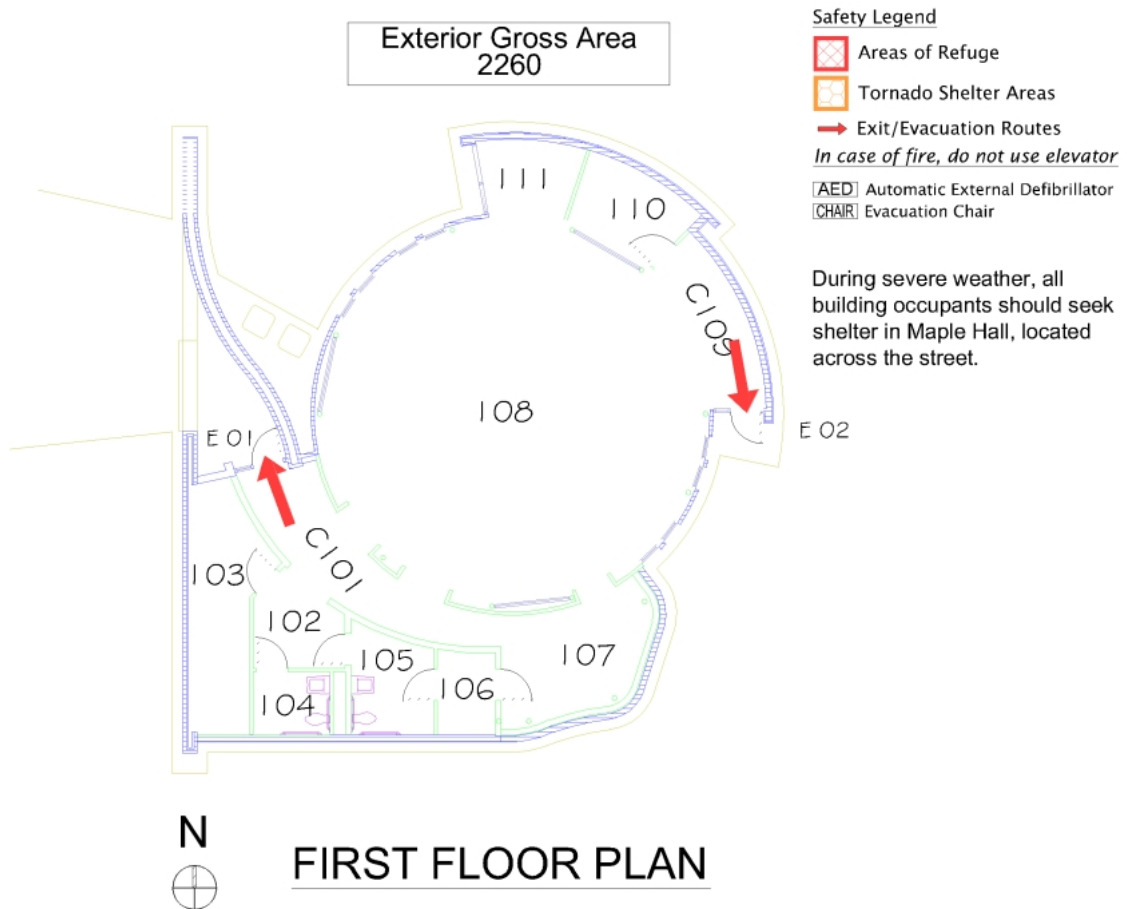 Exterior Gross Area
2260
Safety Legend
Areas of Refuge
Tornado Shelter Areas
Exit/Evacuation Routes
In case of fire, do not use elevator
AED Automatic External Defibrillator
CHAIR Evacuation Chair
During severe weather, all
building occupants should seek
shelter in Maple Hall, located
across the street.
111
110
C109
108
E 01
E 02
C101
103
102
105
107
106
104
N
FIRST FLOOR PLAN